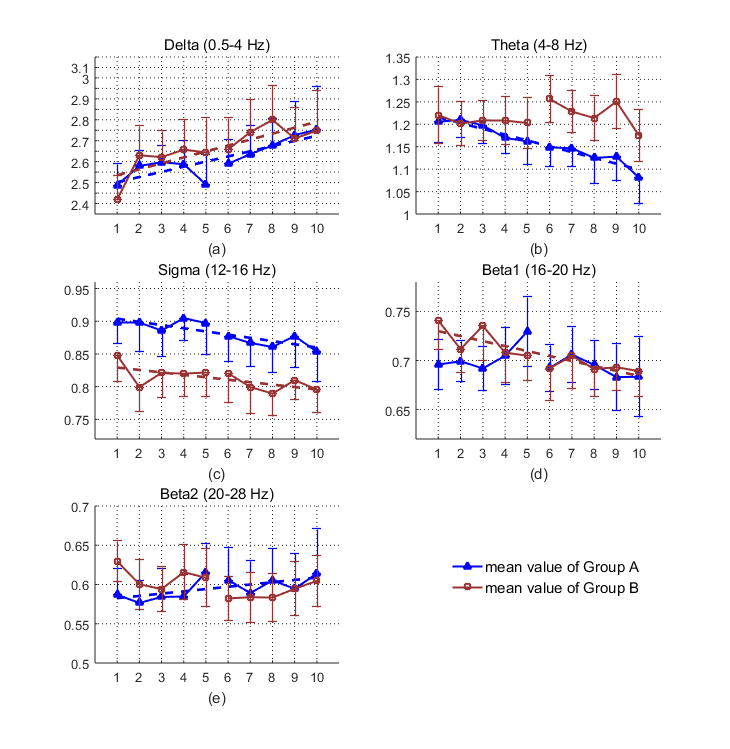 Delta (0.5-4 Hz)
3.1
3
2.9
2.8
2.7
2.6
2.5
2.4
1 2 3 4 5 6 7 8 9 10
(a)
Theta (4-8 Hz)
1.35
1.3
1.25
1.2
1.15
1.1
1.05
1
1 2 3 4 5 6 7 8 9 10
(b)
Sigma (12-16 Hz)
0.95
0.9
0.85
0.8
0.75
1 2 3 4 5 6 7 8 9 10
(c)
Beta1 (16-20 Hz)
0.75
0.7
0.65
1 2 3 4 5 6 7 8 9 10
(d)
Beta2 (20-28 Hz)
0.7
0.65
0.6
0.55
0.5
1 2 3 4 5 6 7 8 9 10
(e)
mean value of Group A
mean value of Group B